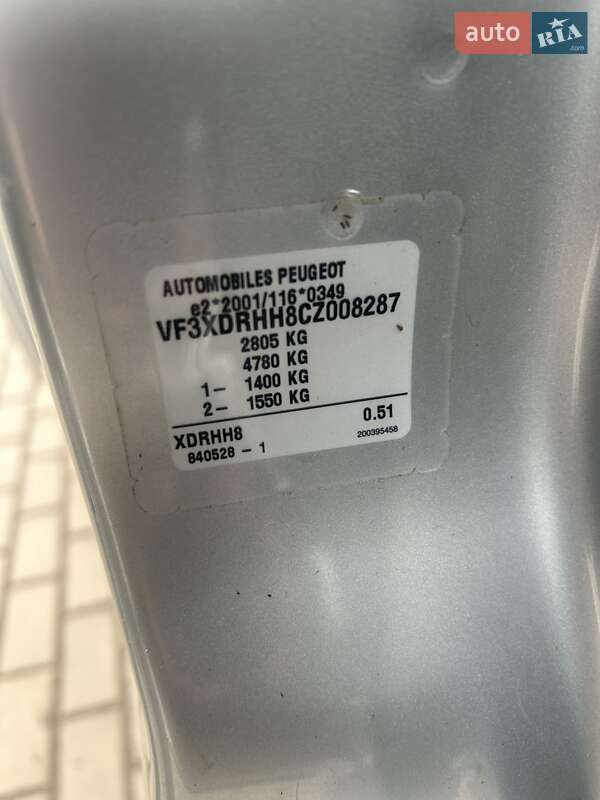 auto RIA
.com
AUTOMOBILES PEUGEOT
e2*2001/116*0349
VF3XDRHH8CZ008287
2805 KG
4780 KG
1- 1400 KG
2- 1550 KG
XDRHH8 0.51
840528 - 1 200395458